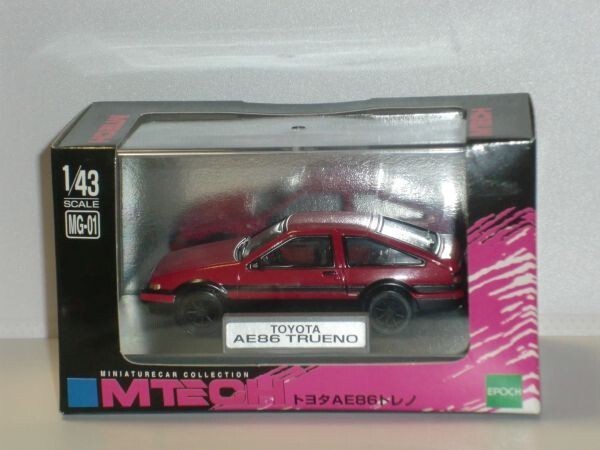 1/43
SCALE
MG-01
TOYOTA
AE86 TRUENO
MINIATURECAR COLLECTION
MTECH
トヨタAE86トレノ
EPOCH